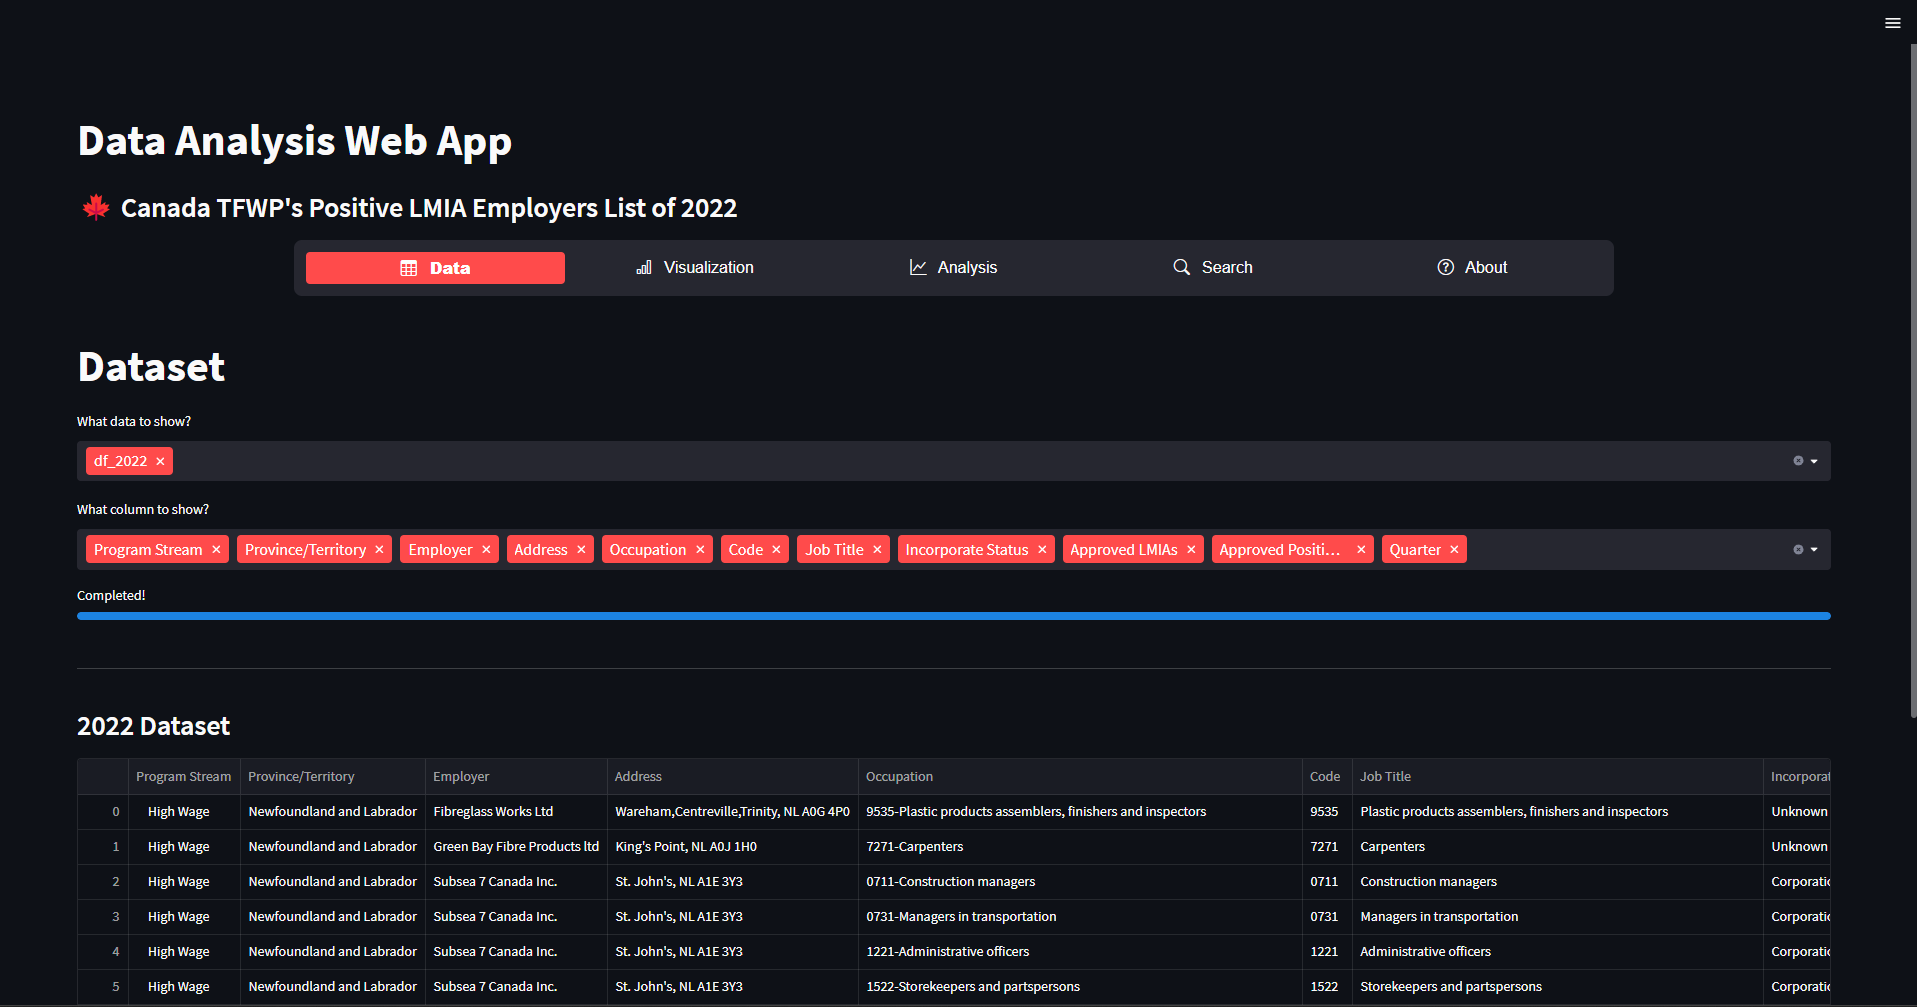 Data Analysis Web App
Canada TFWP's Positive LMIA Employers List of 2022
Data Visualization Analysis Search About
Dataset
What data to show?
df_2022
What column to show?
Program Stream Province/Territory Employer Address Occupation Code Job Title Incorporate Status Approved LMIAs Approved Positi... Quarter
Completed!
2022 Dataset
Program Stream Province/Territory Employer Address Occupation Code Job Title Incorporat
0 High Wage Newfoundland and Labrador Fibreglass Works Ltd Wareham,Centreville,Trinity, NL A0G 4P0 9535-Plastic products assemblers, finishers and inspectors 9535 Plastic products assemblers, finishers and inspectors Unknown
1 High Wage Newfoundland and Labrador Green Bay Fibre Products ltd King's Point, NL A0J 1H0 7271-Carpenters 7271 Carpenters Unknown
2 High Wage Newfoundland and Labrador Subsea 7 Canada Inc. St. John's, NL A1E 3Y3 0711-Construction managers 0711 Construction managers Corporatio
3 High Wage Newfoundland and Labrador Subsea 7 Canada Inc. St. John's, NL A1E 3Y3 0731-Managers in transportation 0731 Managers in transportation Corporatio
4 High Wage Newfoundland and Labrador Subsea 7 Canada Inc. St. John's, NL A1E 3Y3 1221-Administrative officers 1221 Administrative officers Corporatio
5 High Wage Newfoundland and Labrador Subsea 7 Canada Inc. St. John's, NL A1E 3Y3 1522-Storekeepers and partspersons 1522 Storekeepers and partspersons Corporatio